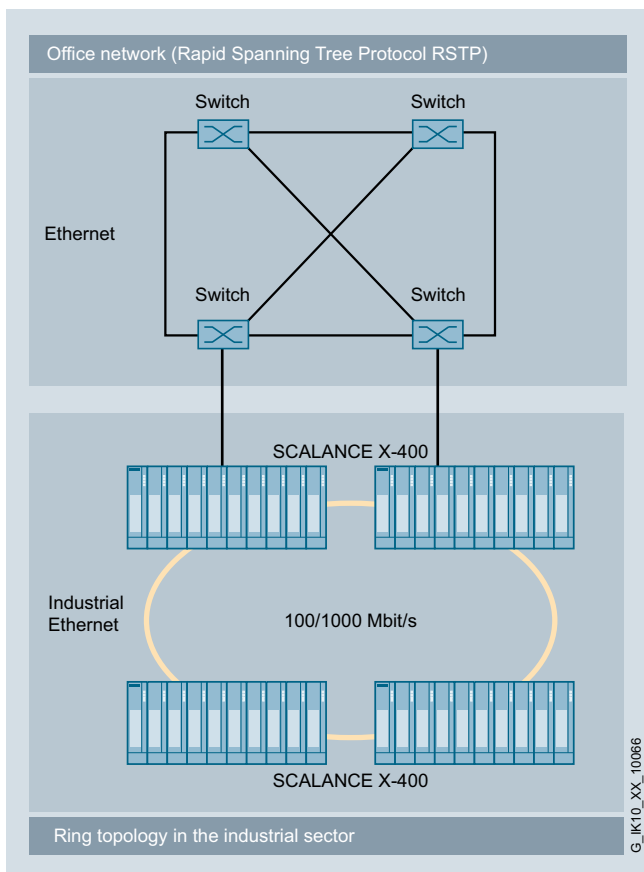 Office network (Rapid Spanning Tree Protocol RSTP)
Switch
Switch
Ethernet
Switch
Switch
SCALANCE X-400
Industrial
Ethernet
100/1000 Mbit/s
SCALANCE X-400
Ring topology in the industrial sector
G_IK10_XX_10066